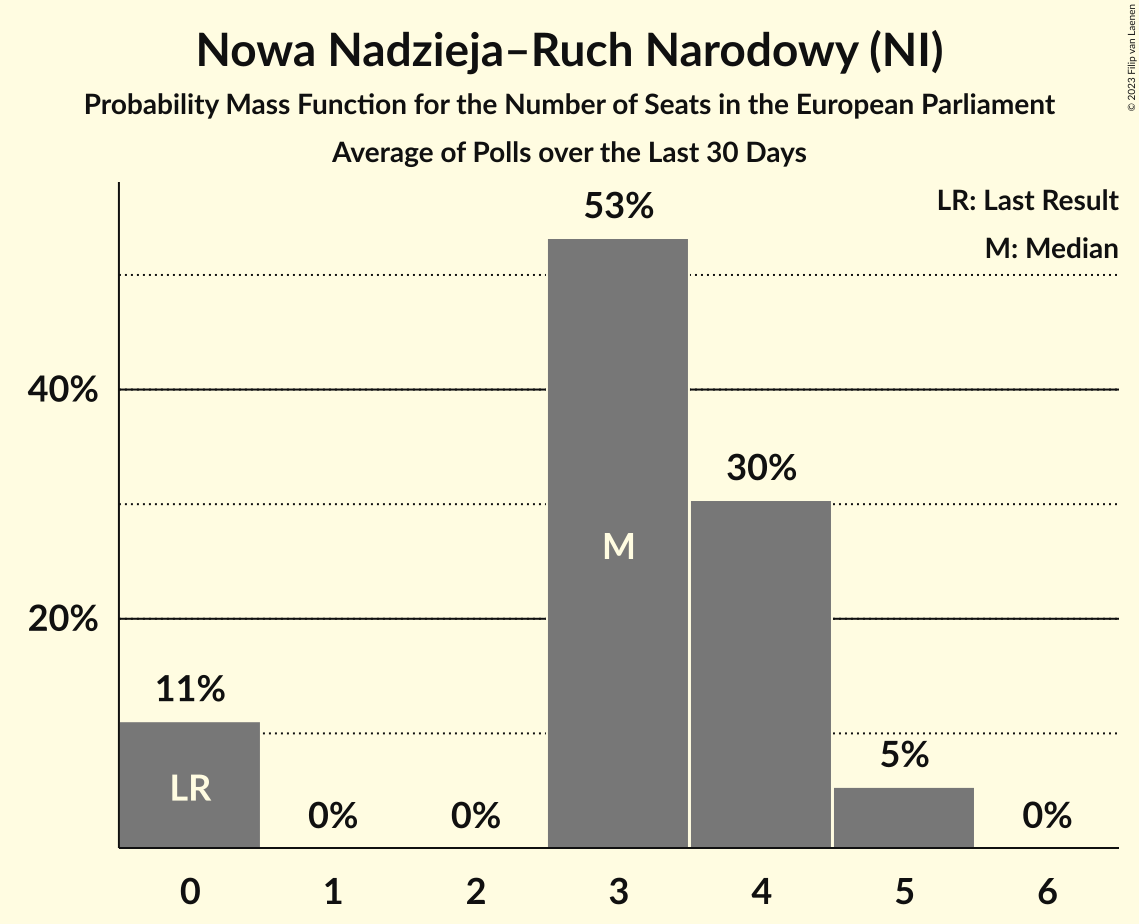 Nowa Nadzieja–Ruch Narodowy (NI)
Probability Mass Function for the Number of Seats in the European Parliament
Average of Polls over the Last 30 Days
© 2023 Filip van Laenen
LR: Last Result
M: Median
53%
40%
30%
M
20%
11%
5%
LR
0%
0%
0%
0 1 2 3 4 5 6